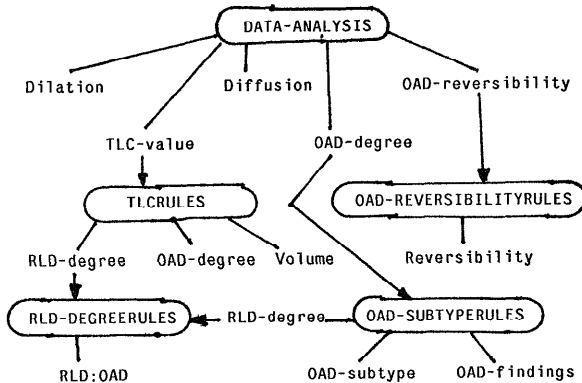 DATA-ANALYSIS
Dilation
Diffusion
OAD-reversibility
TLC-value
OAD-degree
TLCRULES
OAD-REVERSIBILITYRULES
RLD-degree
OAD-degree
Volume
Reversibility
RLD-DEGREERULES
RLD-degree
OAD-SUBTYPERULES
RLD:OAD
OAD-subtype
OAD-findings